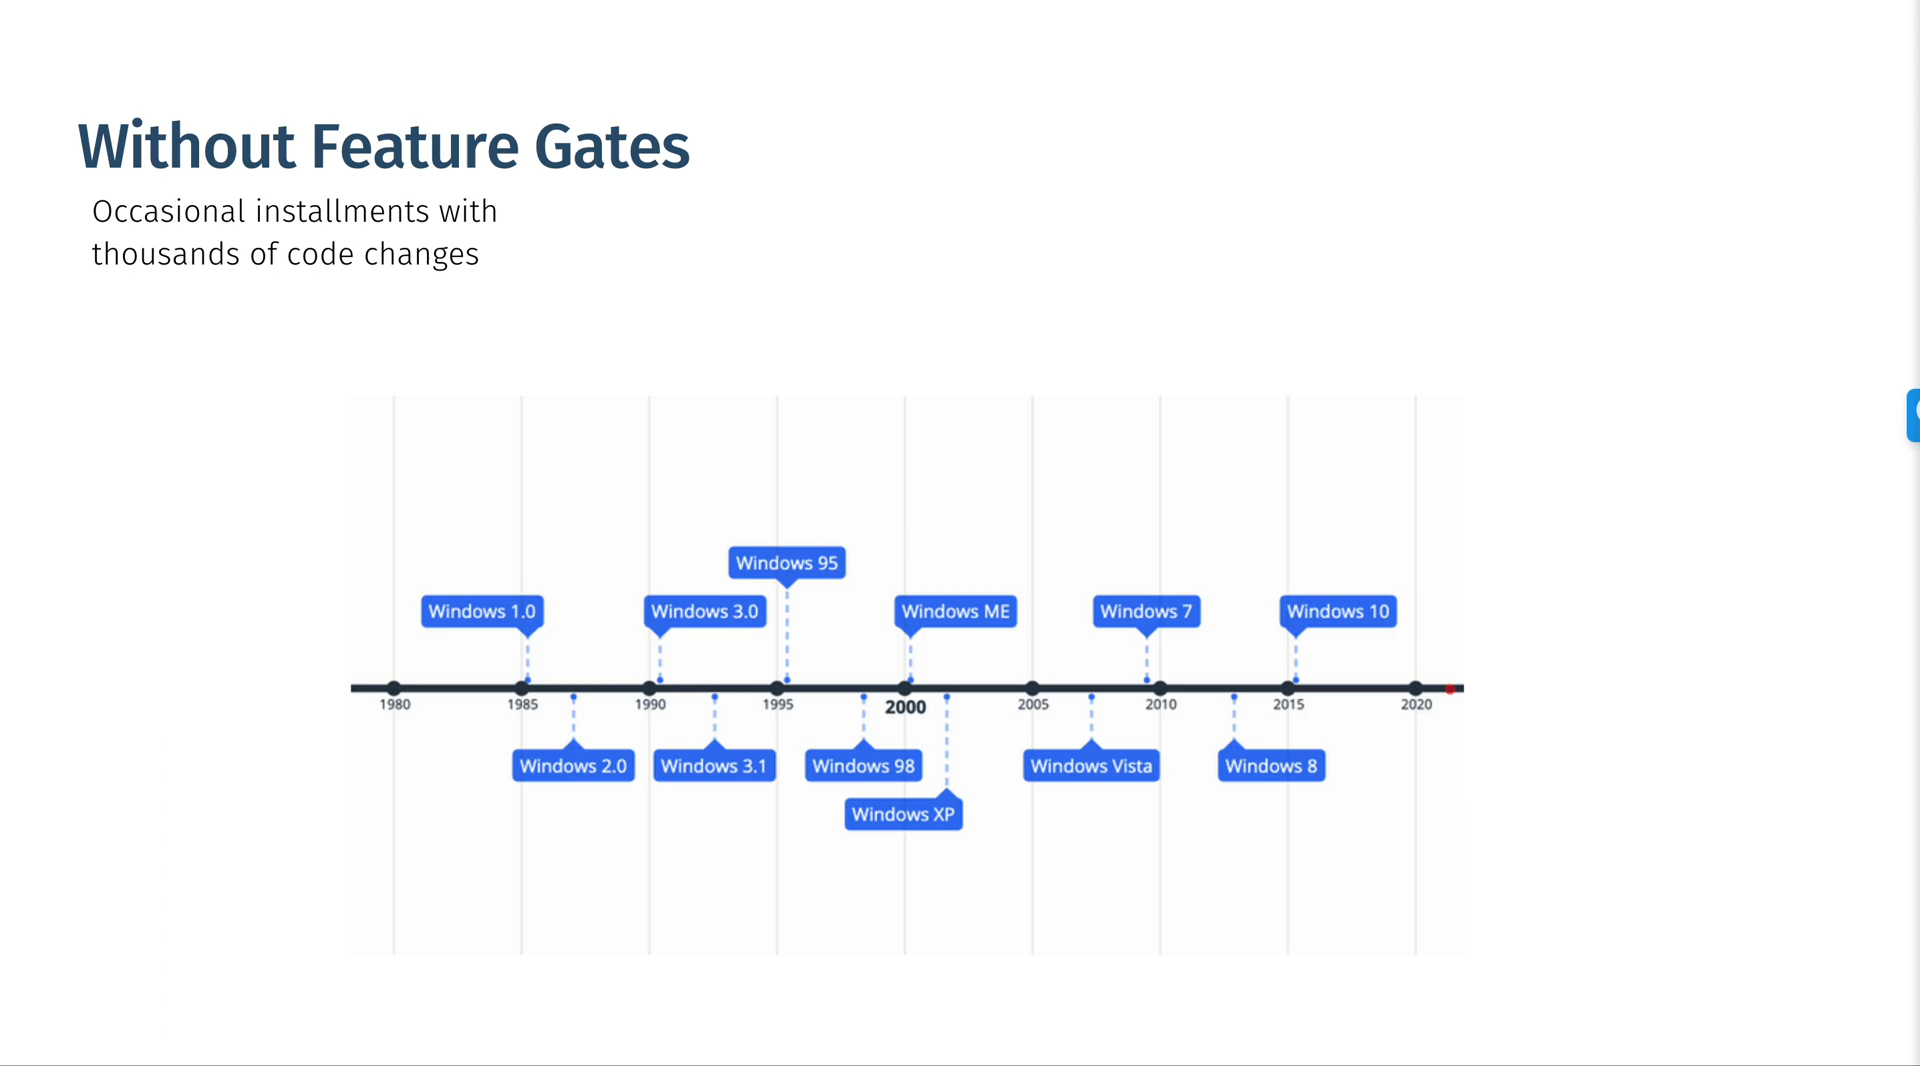 Without Feature Gates
Occasional installments with
thousands of code changes
Windows 95
Windows 1.0
Windows 3.0
Windows ME
Windows 7
Windows 10
1980
1985
1990
1995
2000
2005
2010
2015
2020
Windows 2.0
Windows 3.1
Windows 98
Windows Vista
Windows 8
Windows XP